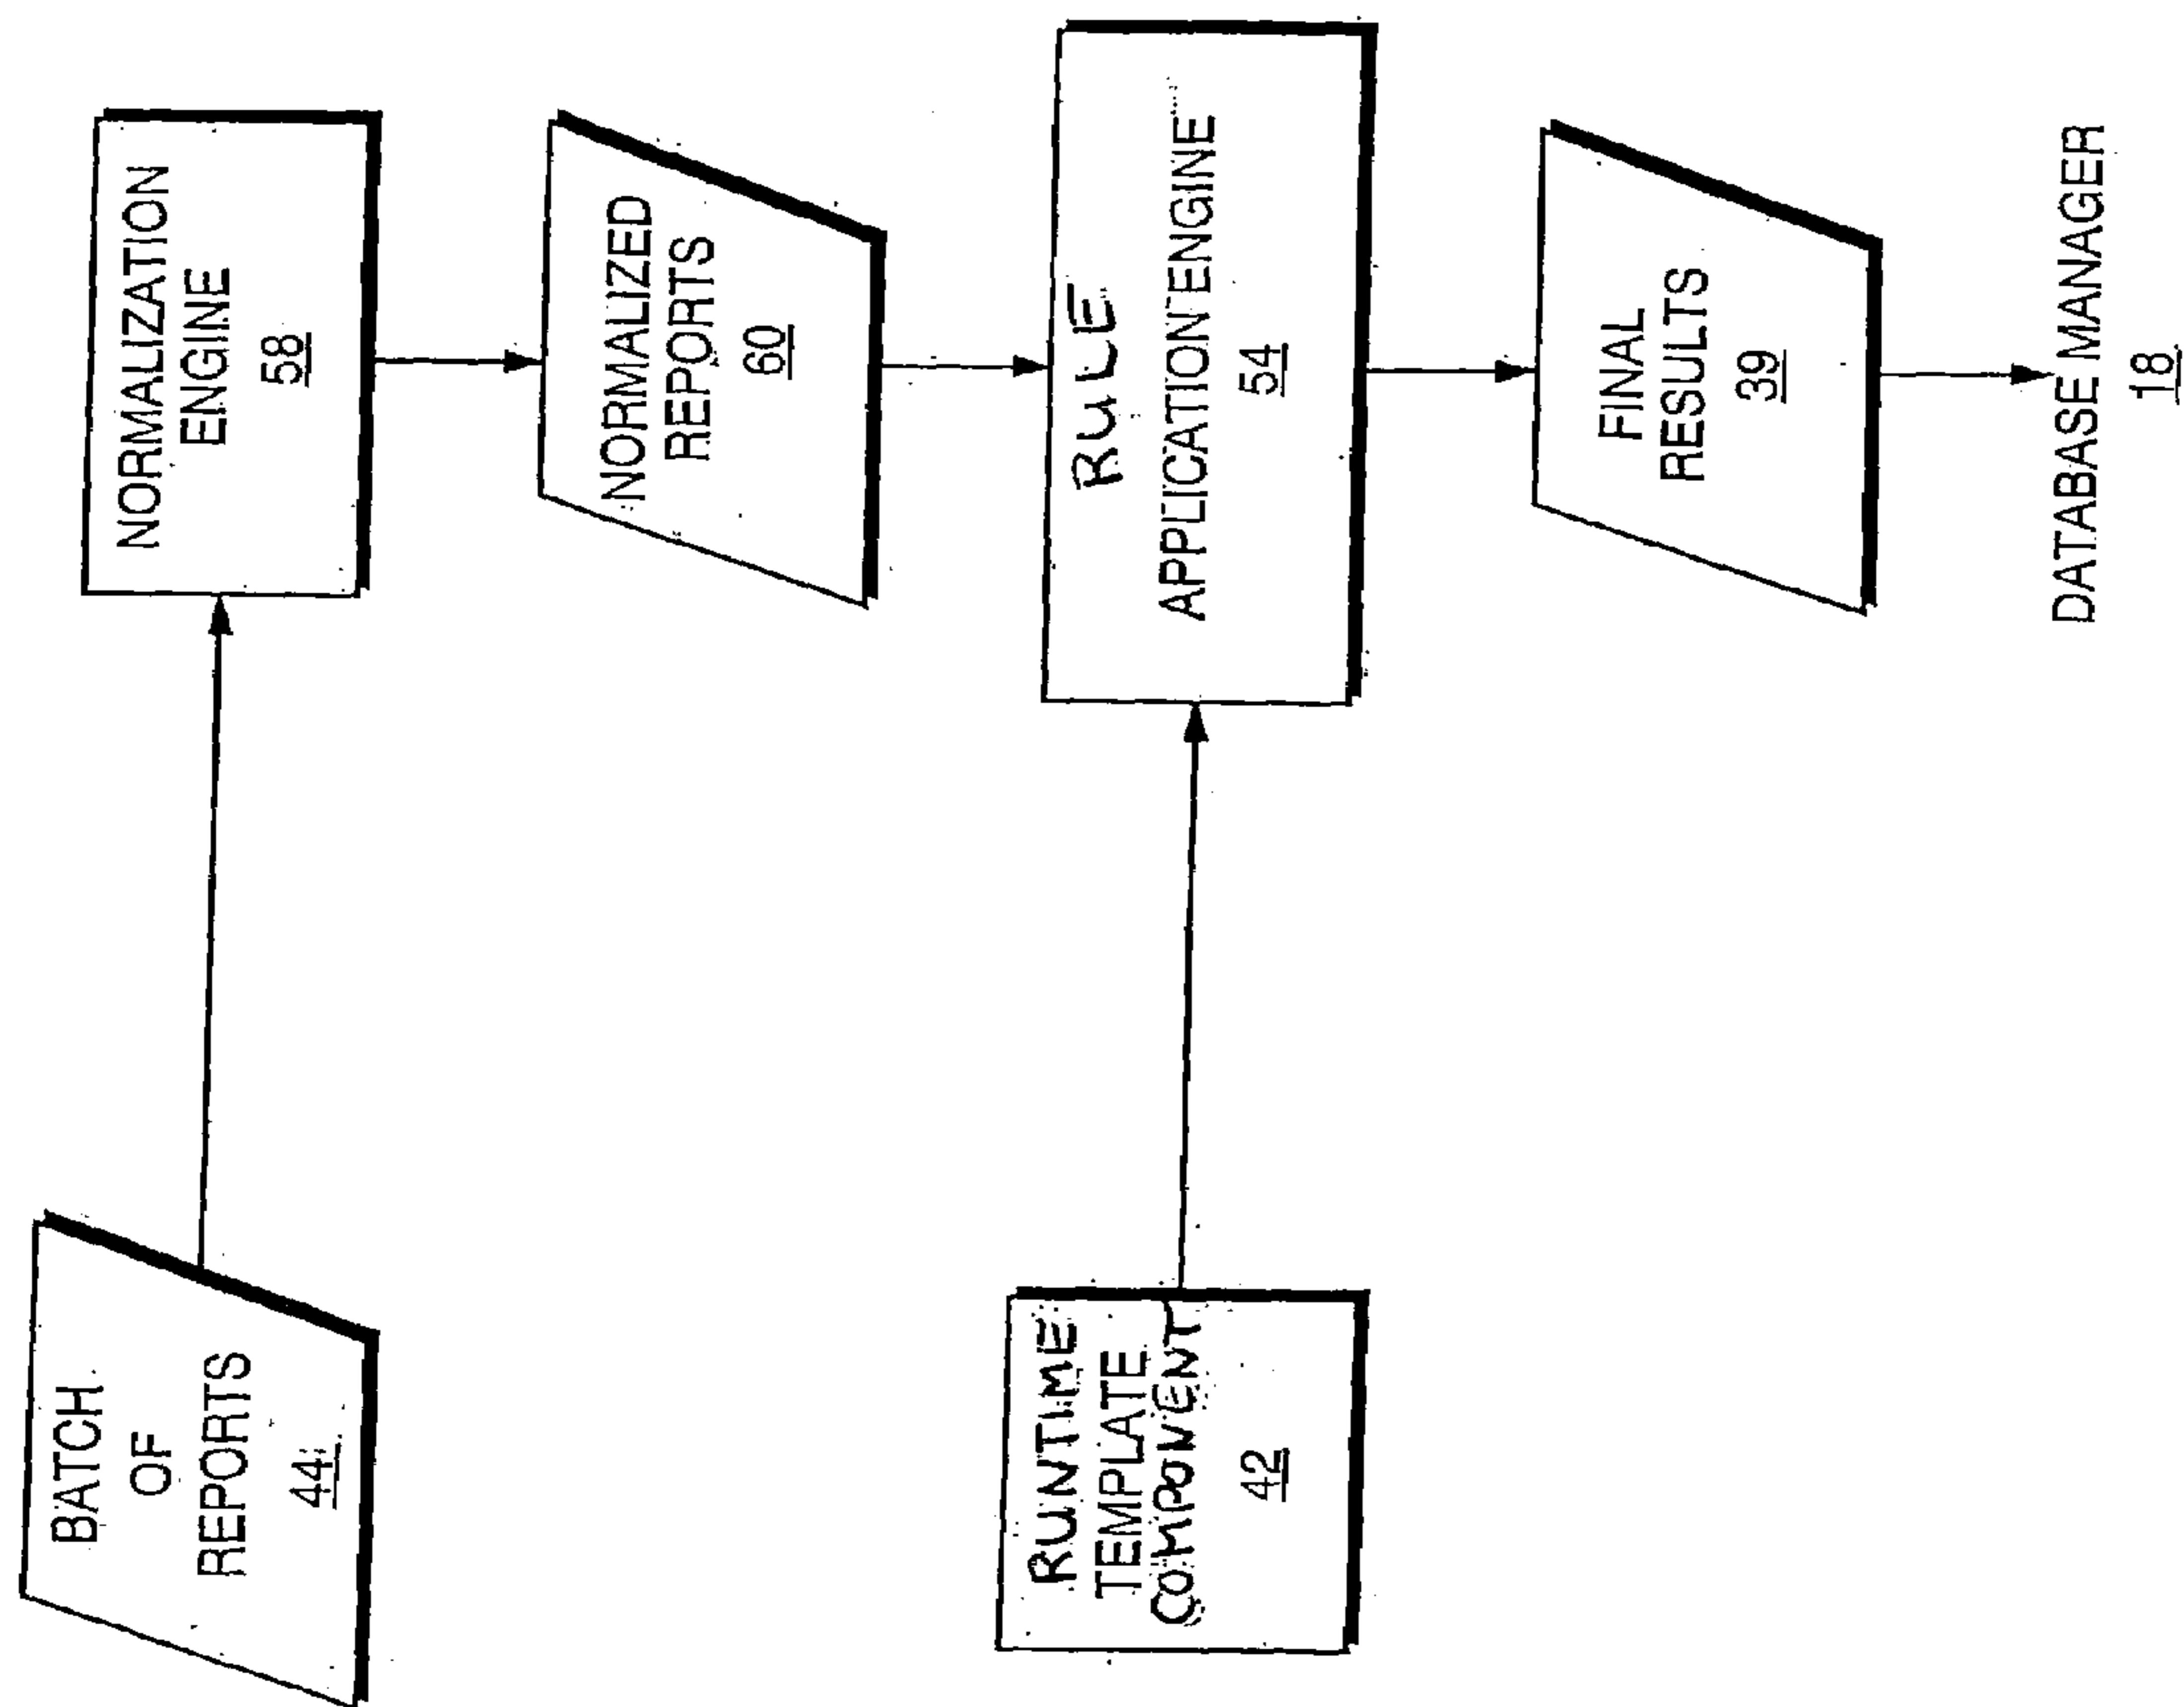 BATCH
OF
REPORTS
44
NORMALIZATION
ENGINE
58
NORMALIZED
REPORTS
60
RUNTIME
TEMPLATE
COMPONENT
42
RULE
APPLICATION ENGINE
54
FINAL
RESULTS
39
DATABASE MANAGER
18